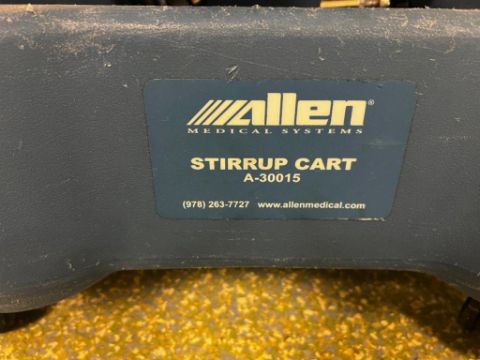 Allen®
MEDICAL SYSTEMS
STIRRUP CART
A-30015
(978) 263-7727 www.allenmedical.com